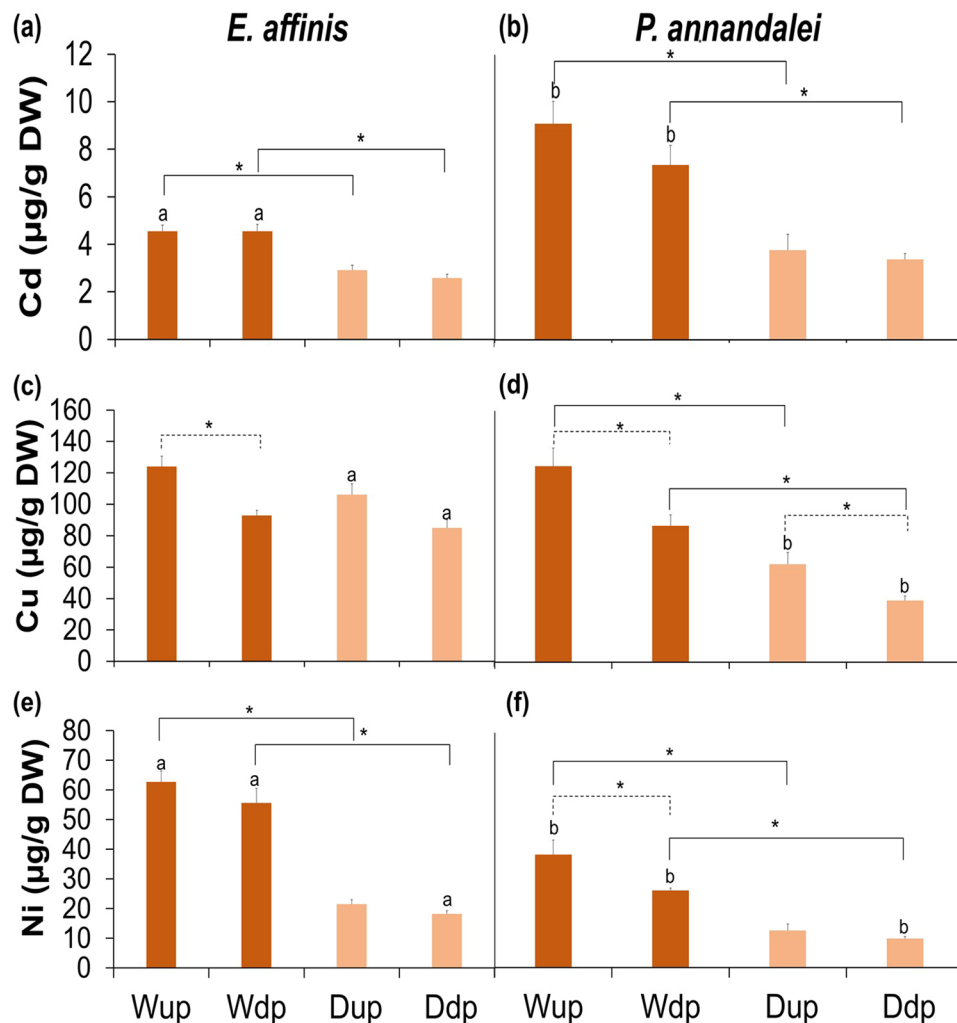 (a) E. affinis (b) P. annandalei
Cd (µg/g DW)
12
10
8
6
4
2
0
* *
a a
* *
b b
(c) (d)
Cu (µg/g DW)
160
140
120
100
80
60
40
20
0
*
a a
* * * *
b b
(e) (f)
Ni (µg/g DW)
80
70
60
50
40
30
20
10
0
* *
a a a
* * *
b b b
Wup Wdp Dup Ddp Wup Wdp Dup Ddp